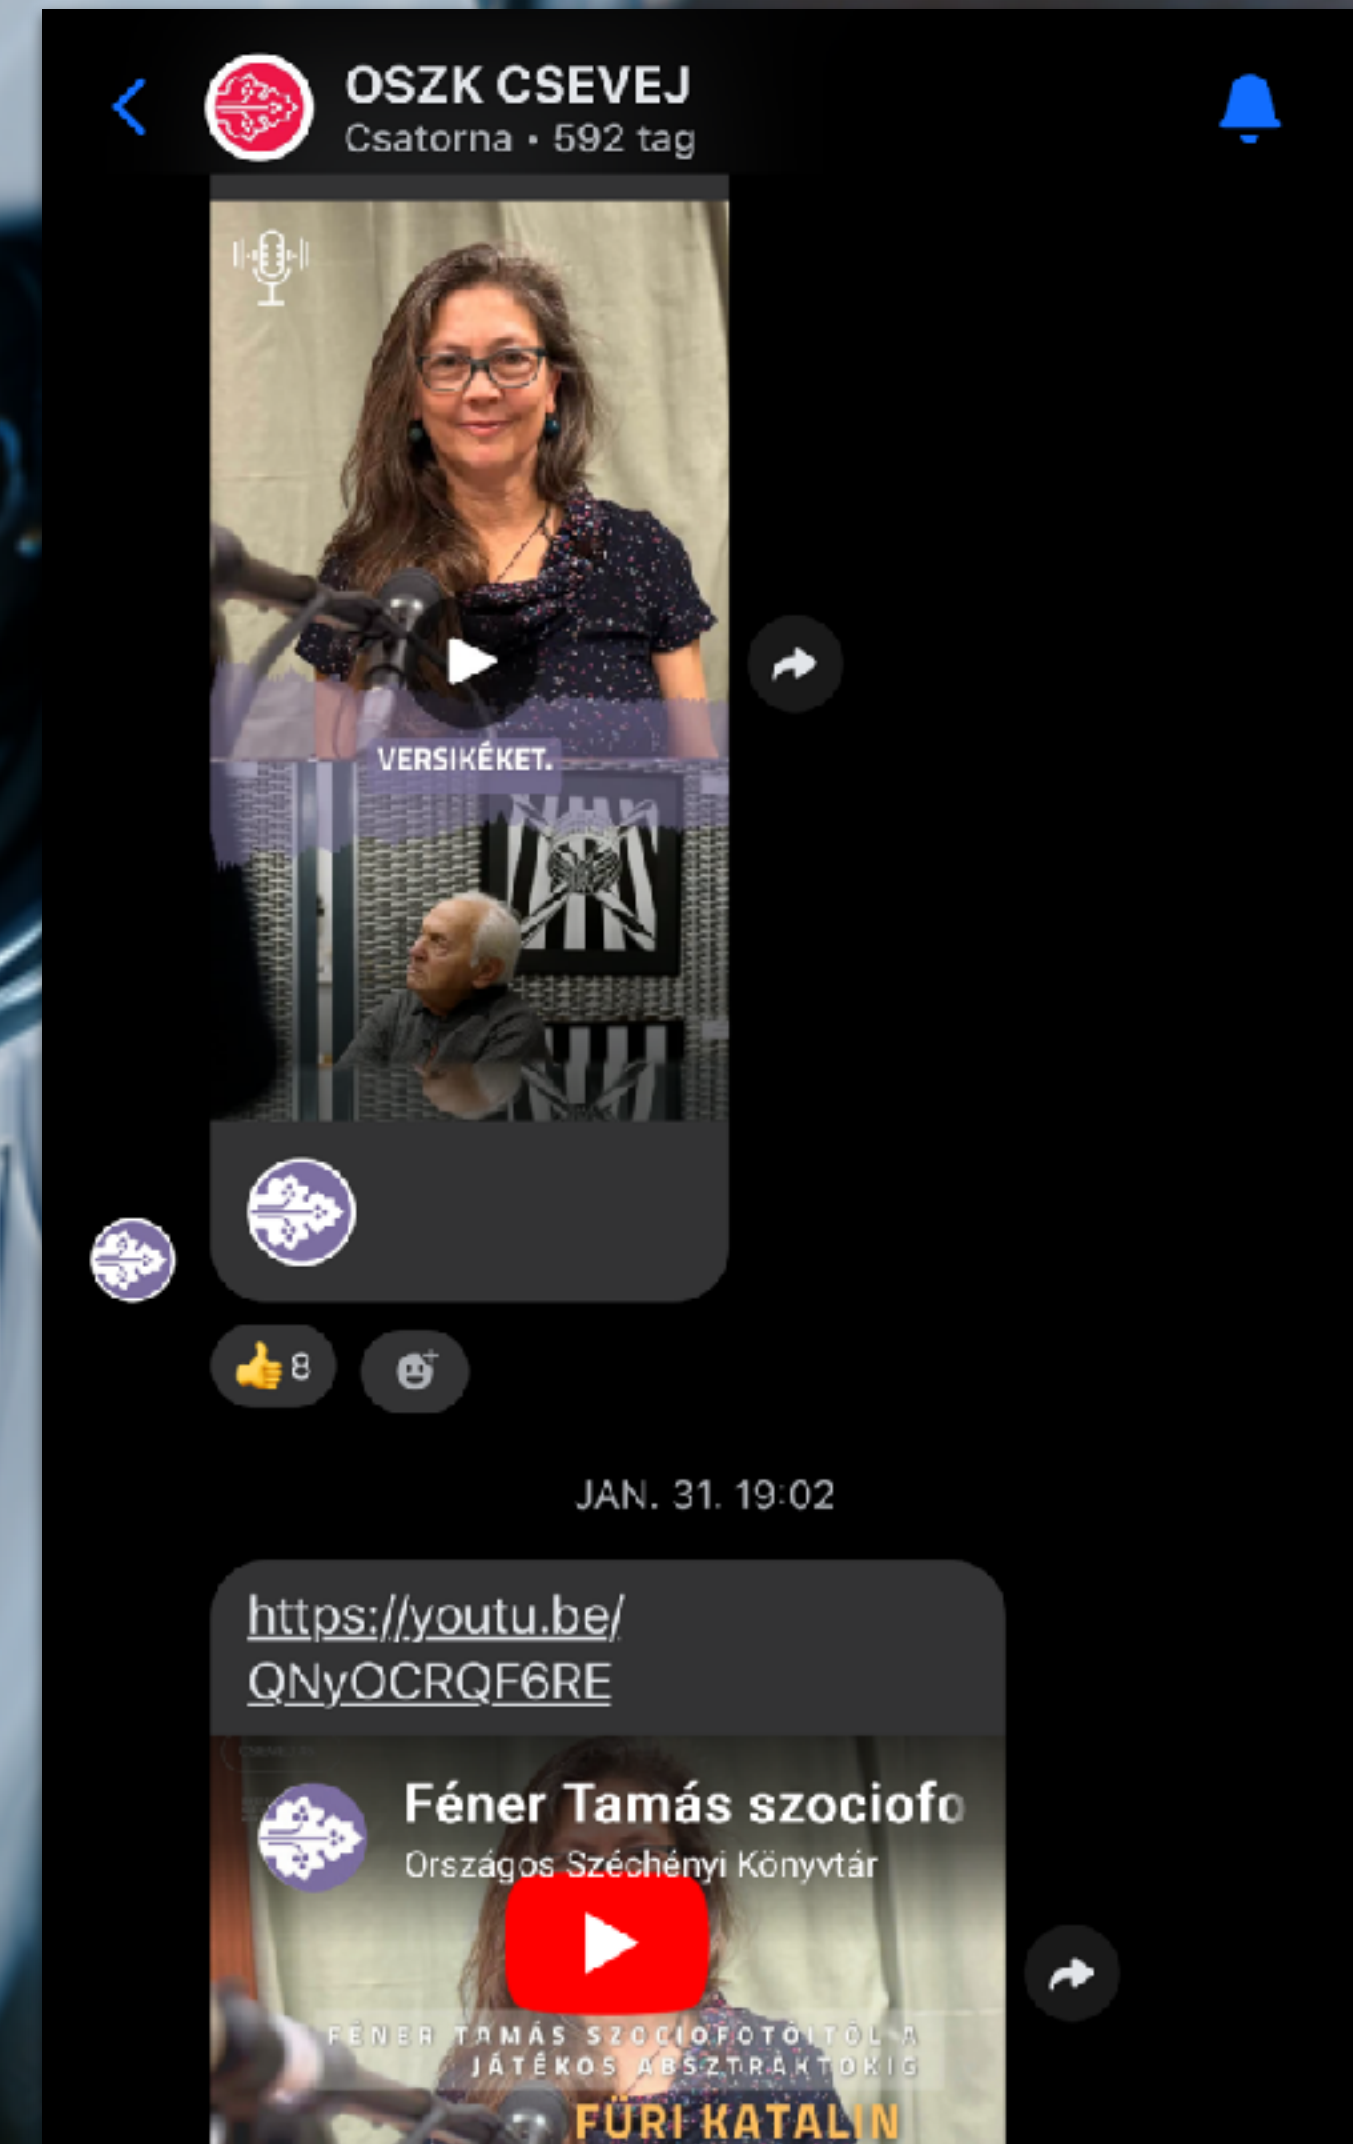 OSZK CSEVEJ
Csatorna • 592 tag
VERSIKÉKET.
👍 8
JAN. 31. 19:02
https://youtu.be/
QNyOCRQF6RE
Féner Tamás szociofo
Országos Széchényi Könyvtár
FÉNER TAMÁS SZOCIOFOTÓITÓL A
JÁTÉKOS ABSZTRAKTOKIG
FÜRI KATALIN